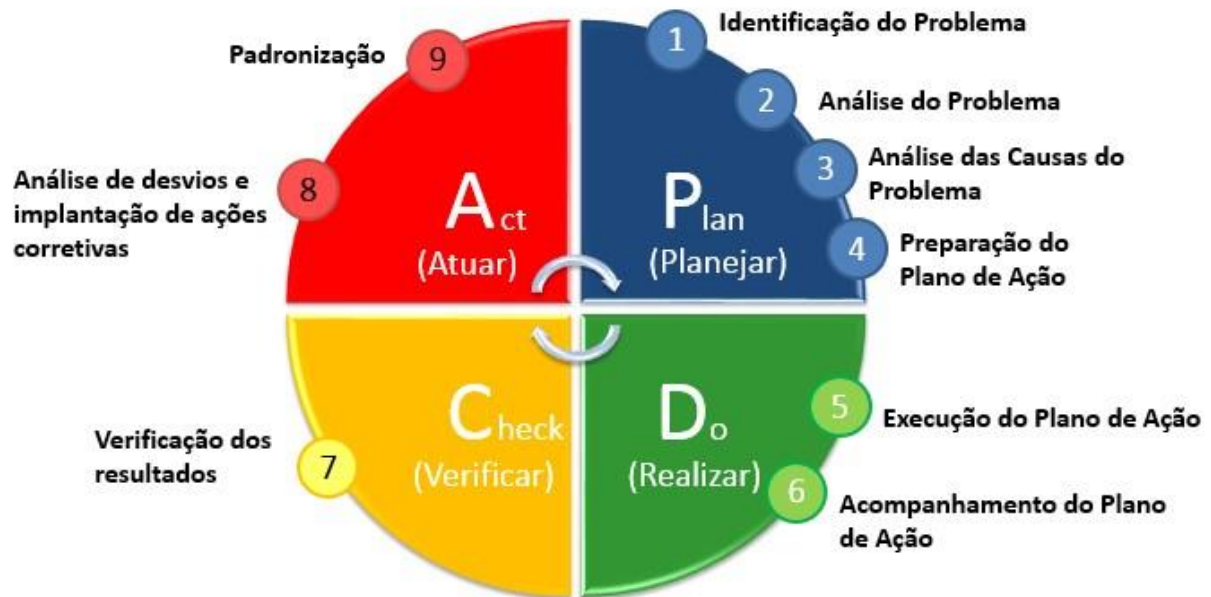 1
Identificação do Problema
2
Análise do Problema
3
Análise das Causas do
Problema
4
Preparação do
Plano de Ação
Plan
(Planejar)
5
Execução do Plano de Ação
6
Acompanhamento do Plano
de Ação
Do
(Realizar)
7
Verificação dos
resultados
Check
(Verificar)
8
Análise de desvios e
implantação de ações
corretivas
9
Padronização
Act
(Atuar)